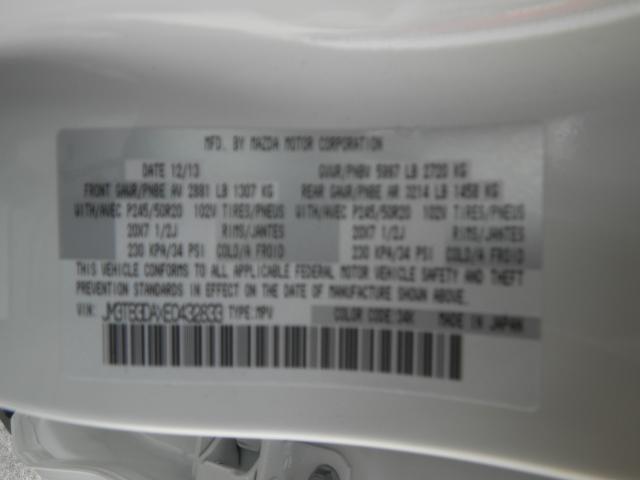 MFD. BY MAZDA MOTOR CORPORATION
DATE 12/13 GVWR/PNBV 5997 LB 2720 KG
FRONT GAWR/PNBE AV 2881 LB 1307 KG REAR GAWR/PNBE AR 3214 LB 1458 KG
WITH/AVEC P245/50R20 102V TIRES/PNEUS WITH/AVEC P245/50R20 102V TIRES/PNEUS
20X7 1/2J RIMS/JANTES 20X7 1/2J RIMS/JANTES
230 KPA/34 PSI COLD/A FROID 230 KPA/34 PSI COLD/A FROID
THIS VEHICLE CONFORMS TO ALL APPLICABLE FEDERAL MOTOR VEHICLE SAFETY AND THEFT
PREVENTION STANDARDS IN EFFECT ON THE DATE OF MANUFACTURE SHOWN ABOVE.
VIN: JM3TB3DAXE0432833 TYPE:MPV COLOR CODE:34K MADE IN JAPAN